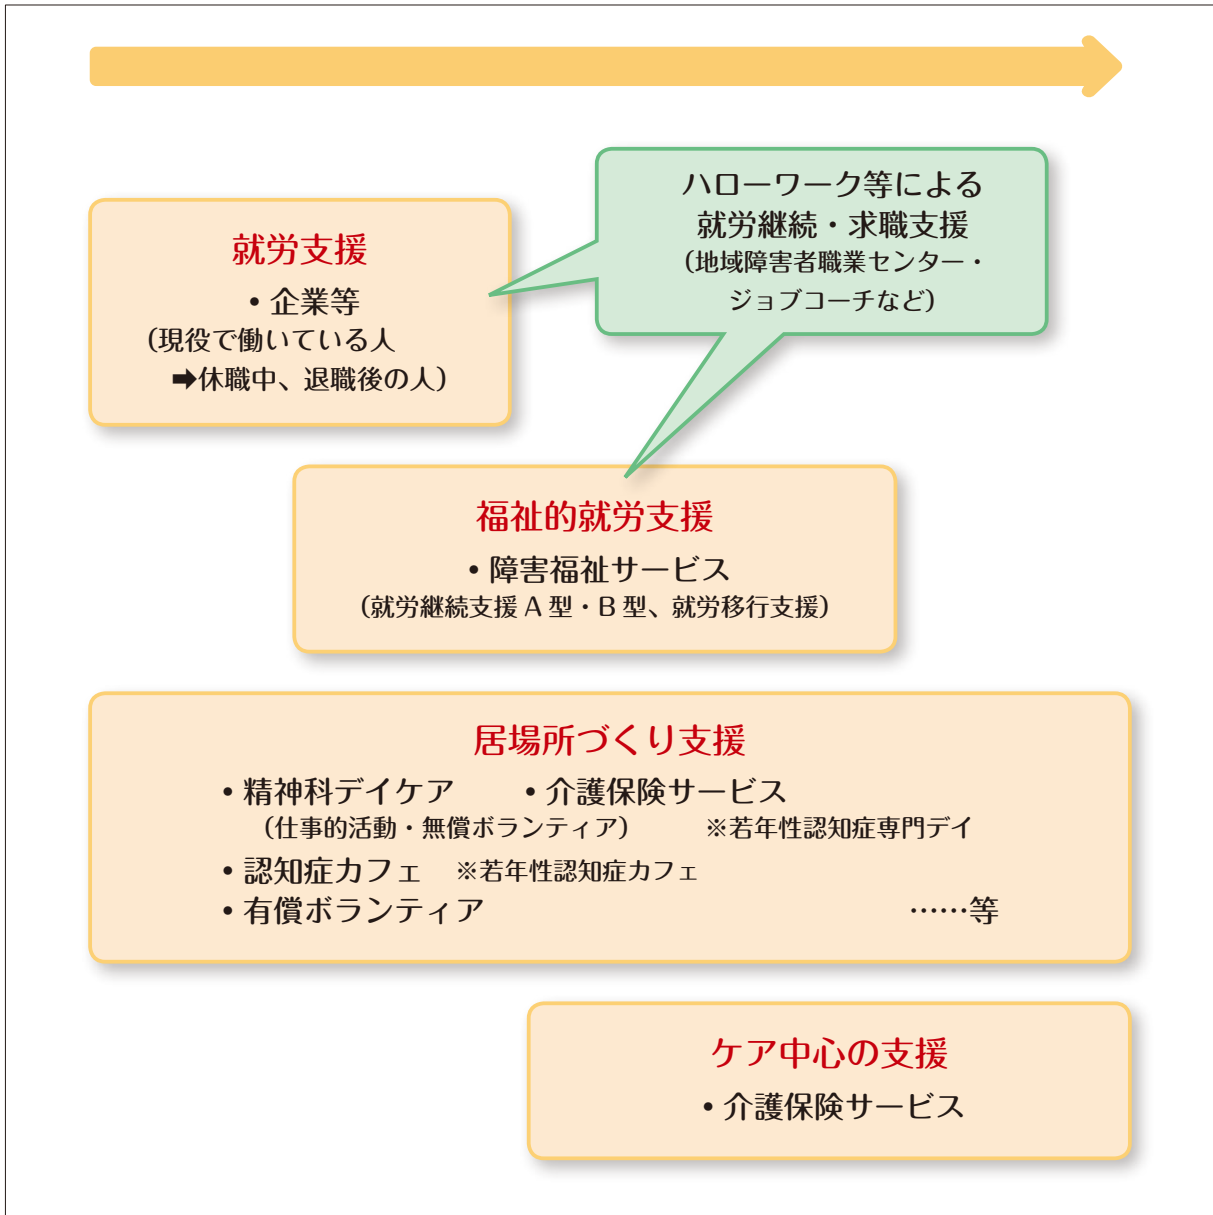 ハローワーク等による
就労継続・求職支援
（地域障害者職業センター・
ジョブコーチなど）
就労支援
・企業等
（現役で働いている人
➡休職中、退職後の人）
福祉的就労支援
・障害福祉サービス
（就労継続支援A型・B型、就労移行支援）
居場所づくり支援
・精神科デイケア ・介護保険サービス
（仕事的活動・無償ボランティア） ※若年性認知症専門デイ
・認知症カフェ ※若年性認知症カフェ
・有償ボランティア ……等
ケア中心の支援
・介護保険サービス